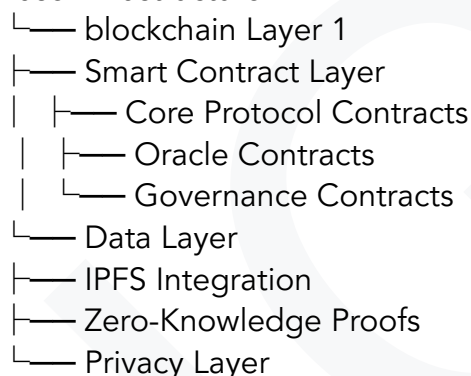 └── blockchain Layer 1
├── Smart Contract Layer
│ ├── Core Protocol Contracts
│ ├── Oracle Contracts
│ └── Governance Contracts
└── Data Layer
├── IPFS Integration
├── Zero-Knowledge Proofs
└── Privacy Layer